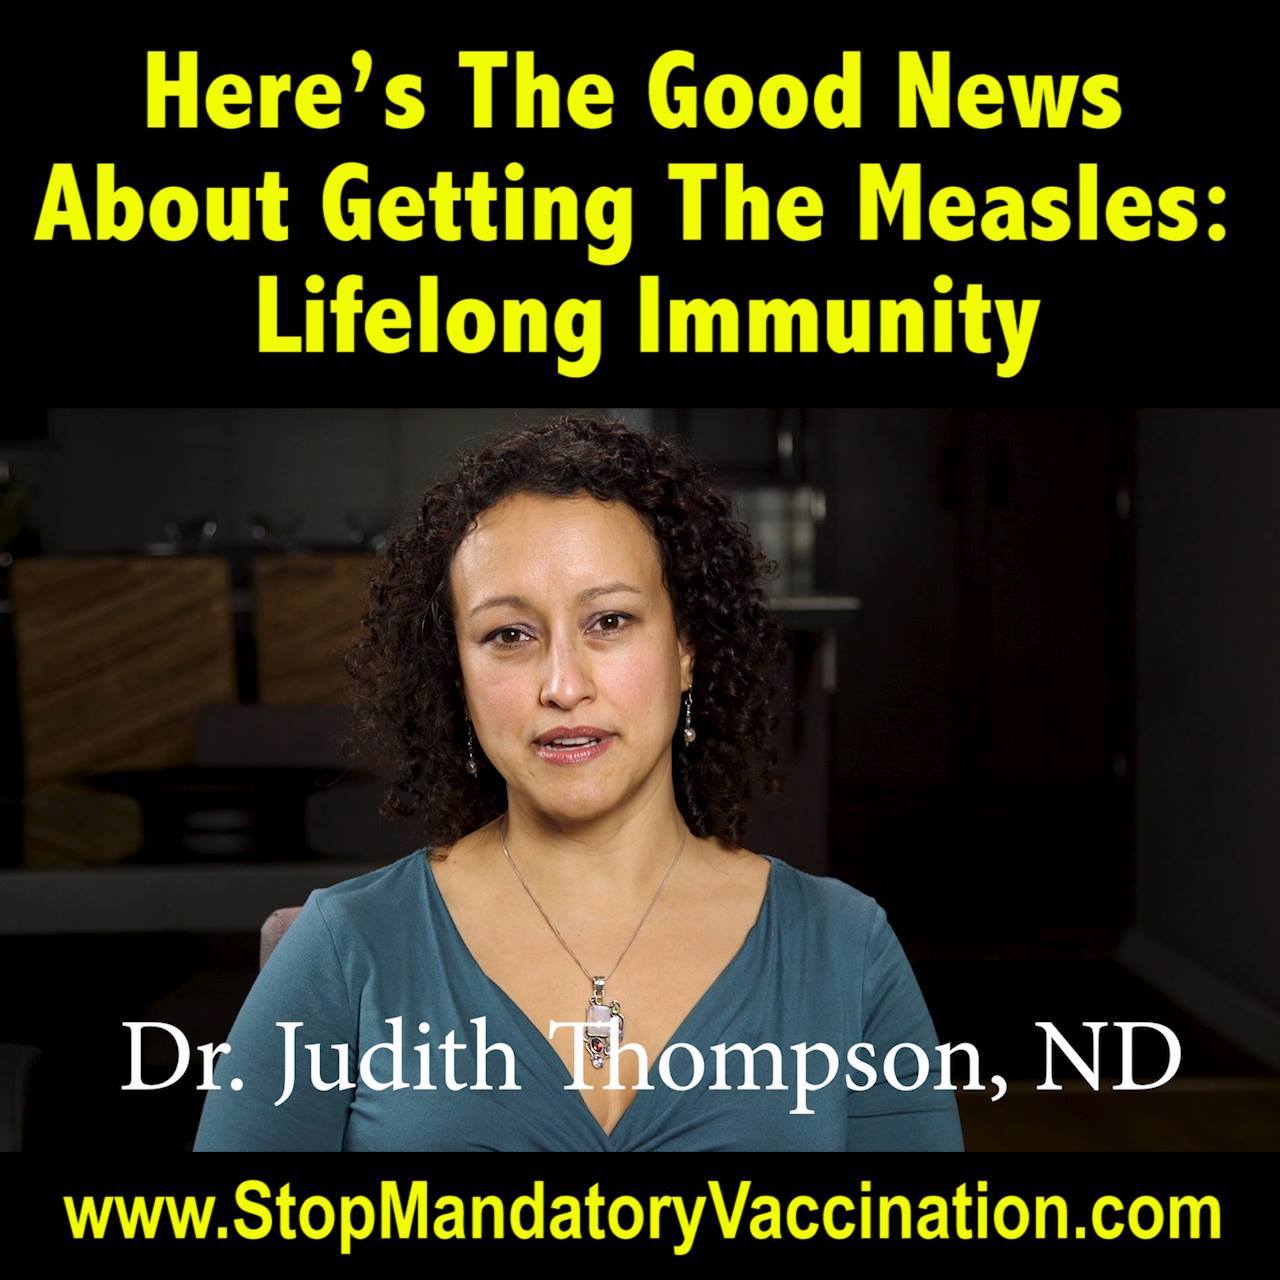 Here’s The Good News
About Getting The Measles:
Lifelong Immunity
Dr. Judith Thompson, ND
www.StopMandatoryVaccination.com